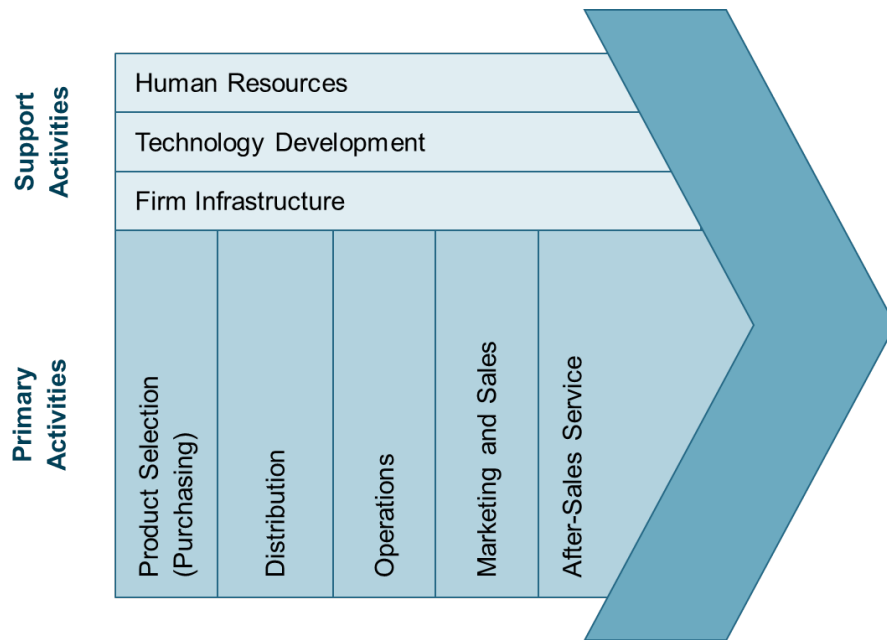 Support
Activities
Human Resources
Technology Development
Firm Infrastructure
Primary
Activities
Product Selection
(Purchasing)
Distribution
Operations
Marketing and Sales
After-Sales Service